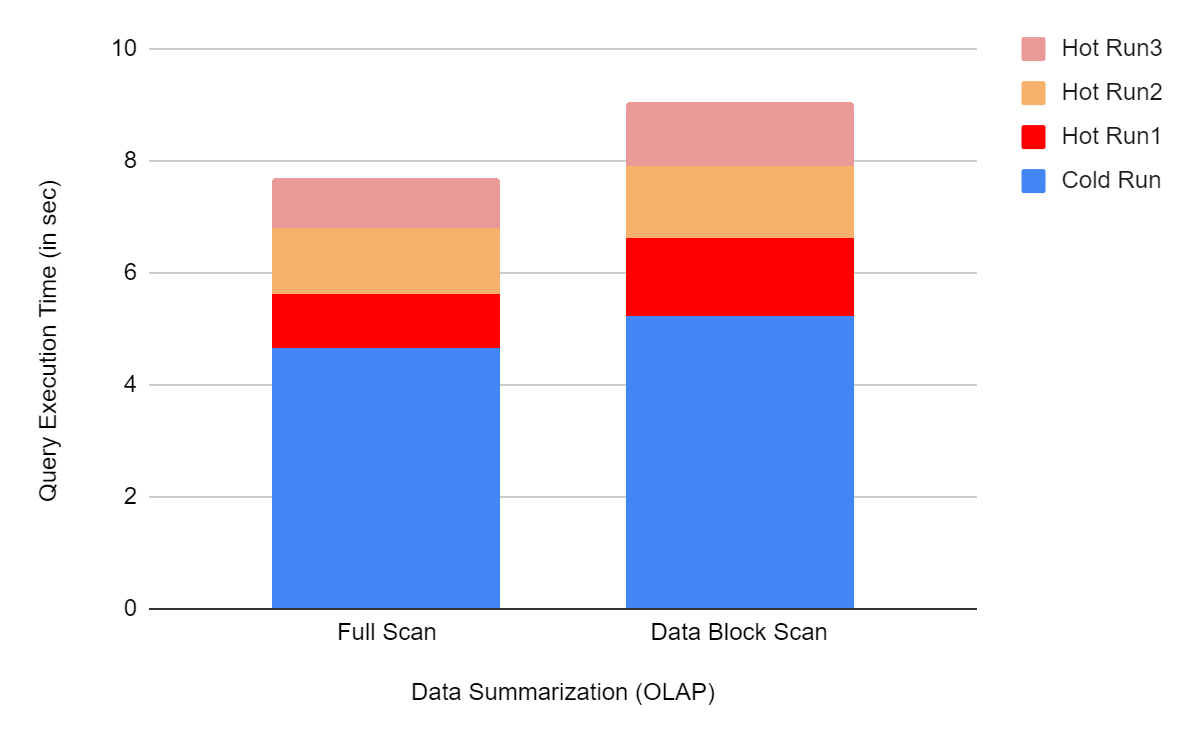 10
8
6
4
2
0
Query Execution Time (in sec)
Full Scan
Data Block Scan
Data Summarization (OLAP)
Hot Run3
Hot Run2
Hot Run1
Cold Run